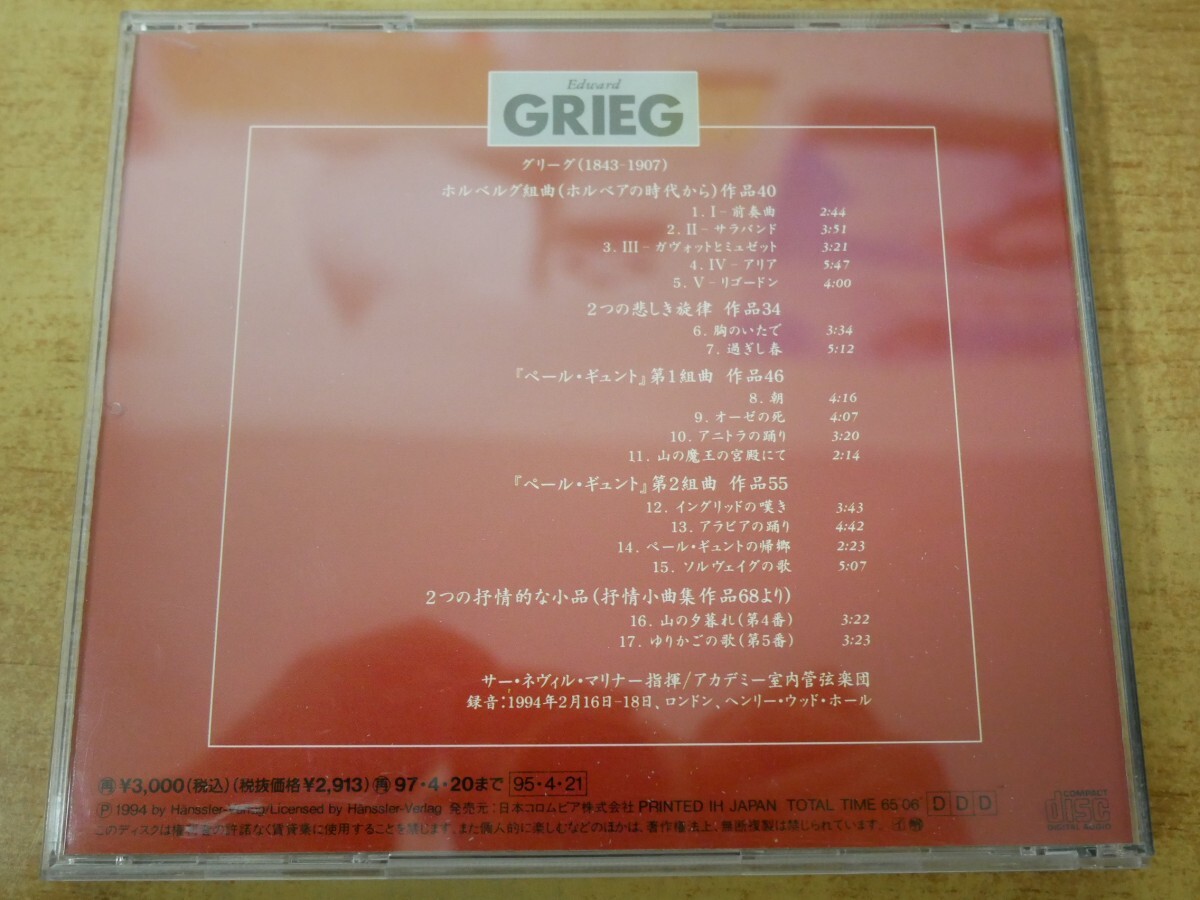 Edward
GRIEG
グリーグ(1843-1907)
ホルベルグ組曲(ホルベアの時代から)作品40
1. I - 前奏曲 2:44
2. II - サラバンド 3:51
3. III - ガヴォットとミュゼット 3:21
4. IV - アリア 5:47
5. V - リゴードン 4:00
2つの悲しき旋律 作品34
6. 胸のいたで 3:34
7. 過ぎし春 5:12
『ペール・ギュント』第1組曲 作品46
8. 朝 4:16
9. オーゼの死 4:07
10. アニトラの踊り 3:20
11. 山の魔王の宮殿にて 2:14
『ペール・ギュント』第2組曲 作品55
12. イングリッドの嘆き 3:43
13. アラビアの踊り 4:42
14. ペール・ギュントの帰郷 2:23
15. ソルヴェイグの歌 5:07
2つの抒情的な小品(抒情小曲集作品68より)
16. 山の夕暮れ(第4番) 3:22
17. ゆりかごの歌(第5番) 3:23
サー・ネヴィル・マリナー指揮/アカデミー室内管弦楽団
録音:1994年2月16日-18日、ロンドン、ヘンリー・ウッド・ホール
再 ¥3,000(税込)(税抜価格¥2,913) 再 97・4・20まで 95・4・21
Ⓟ 1994 by Hänssler-Verlag/Licensed by Hänssler-Verlag 発売元:日本コロムビア株式会社 PRINTED IH JAPAN TOTAL TIME 65'06 DDD
COMPACT disc DIGITAL AUDIO
このディスクは権利者の許諾なく賃貸業に使用することを禁じます。また個人的に楽しむなどのほかは、著作権法上、無断複製は禁じられています。